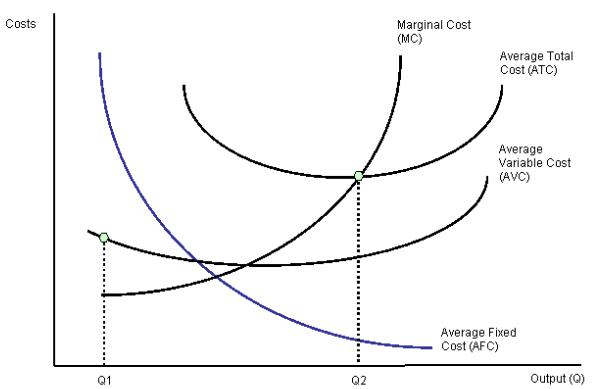 Costs
Marginal Cost
(MC)
Average Total
Cost (ATC)
Average
Variable Cost
(AVC)
Average Fixed
Cost (AFC)
Q1
Q2
Output (Q)